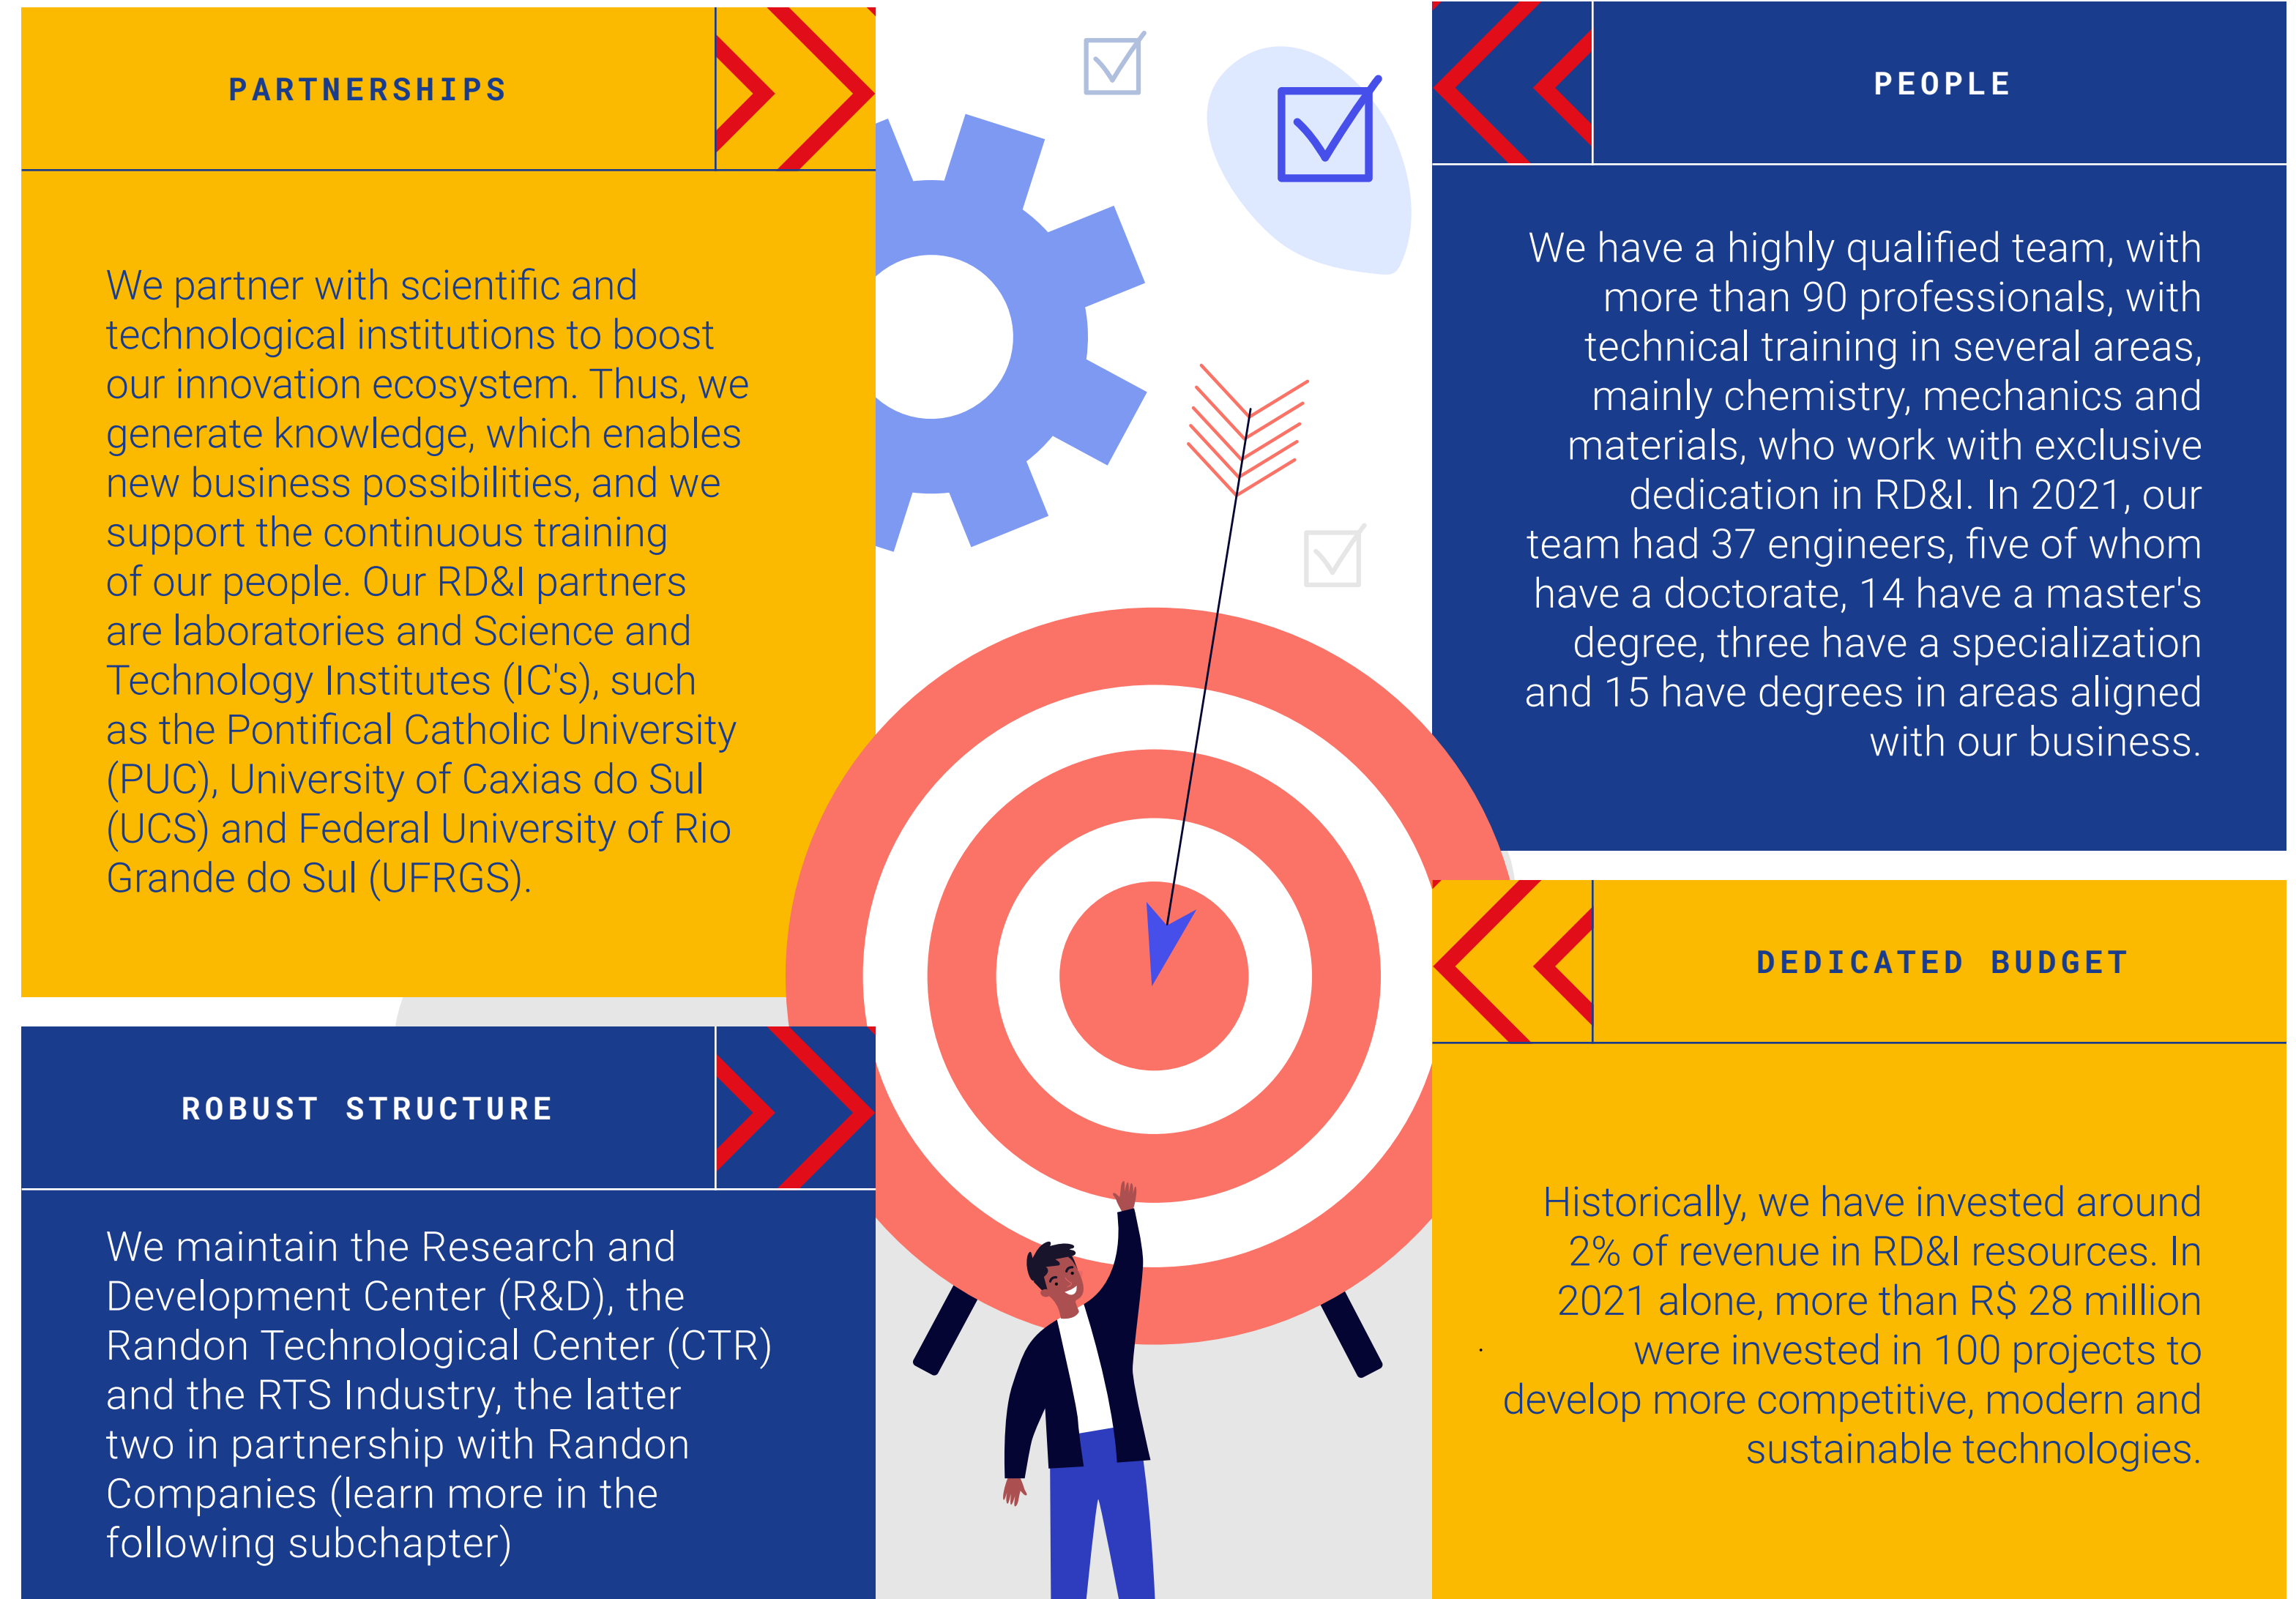 PARTNERSHIPS
We partner with scientific and
technological institutions to boost
our innovation ecosystem. Thus, we
generate knowledge, which enables
new business possibilities, and we
support the continuous training
of our people. Our RD&I partners
are laboratories and Science and
Technology Institutes (IC's), such
as the Pontifical Catholic University
(PUC), University of Caxias do Sul
(UCS) and Federal University of Rio
Grande do Sul (UFRGS).
ROBUST STRUCTURE
We maintain the Research and
Development Center (R&D), the
Randon Technological Center (CTR)
and the RTS Industry, the latter
two in partnership with Randon
Companies (learn more in the
following subchapter)
PEOPLE
We have a highly qualified team, with
more than 90 professionals, with
technical training in several areas,
mainly chemistry, mechanics and
materials, who work with exclusive
dedication in RD&I. In 2021, our
team had 37 engineers, five of whom
have a doctorate, 14 have a master's
degree, three have a specialization
and 15 have degrees in areas aligned
with our business.
DEDICATED BUDGET
Historically, we have invested around
2% of revenue in RD&I resources. In
2021 alone, more than R$ 28 million
were invested in 100 projects to
develop more competitive, modern and
sustainable technologies.